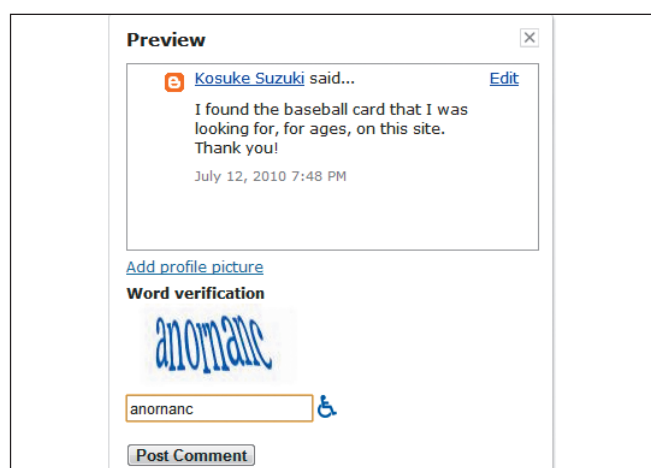 Preview
Kosuke Suzuki said... Edit
I found the baseball card that I was
looking for, for ages, on this site.
Thank you!
July 12, 2010 7:48 PM
Add profile picture
Word verification
anornanc
anornanc
Post Comment